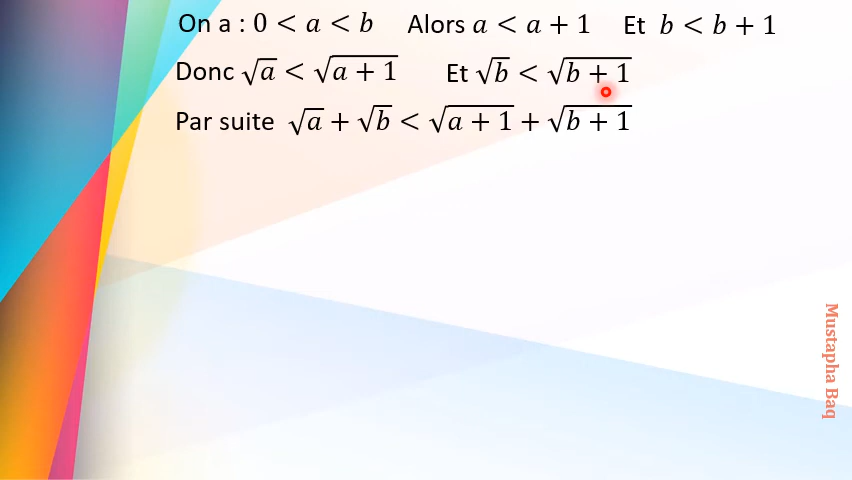 On a : 0 < a < b Alors a < a + 1 Et b < b + 1
Donc √a < √(a + 1) Et √b < √(b + 1)
Par suite √a + √b < √(a + 1) + √(b + 1)
Mustapha Baq